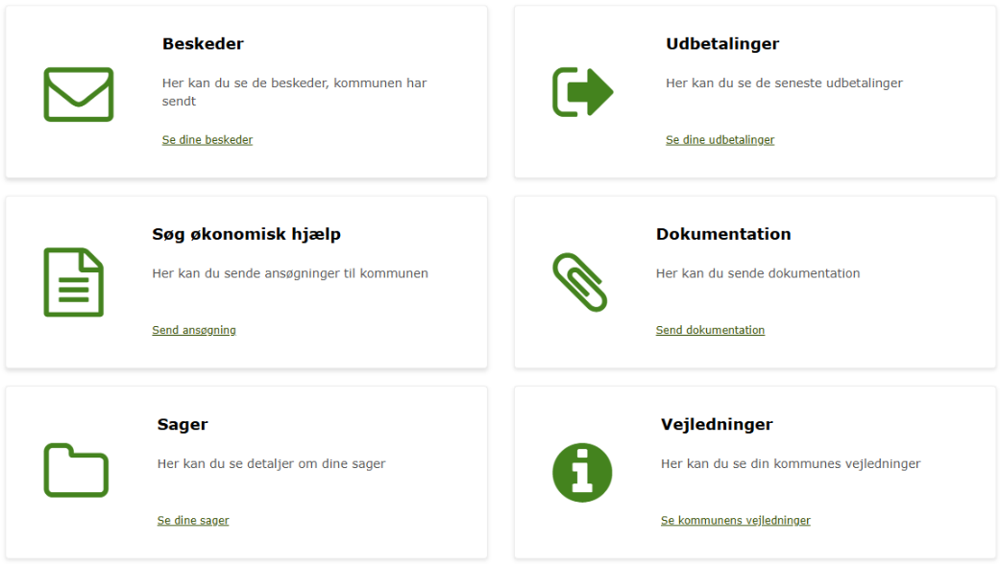 Beskeder
Her kan du se de beskeder, kommunen har
sendt
Se dine beskeder
Udbetalinger
Her kan du se de seneste udbetalinger
Se dine udbetalinger
Søg økonomisk hjælp
Her kan du sende ansøgninger til kommunen
Send ansøgning
Dokumentation
Her kan du sende dokumentation
Send dokumentation
Sager
Her kan du se detaljer om dine sager
Se dine sager
Vejledninger
Her kan du se din kommunes vejledninger
Se kommunens vejledninger